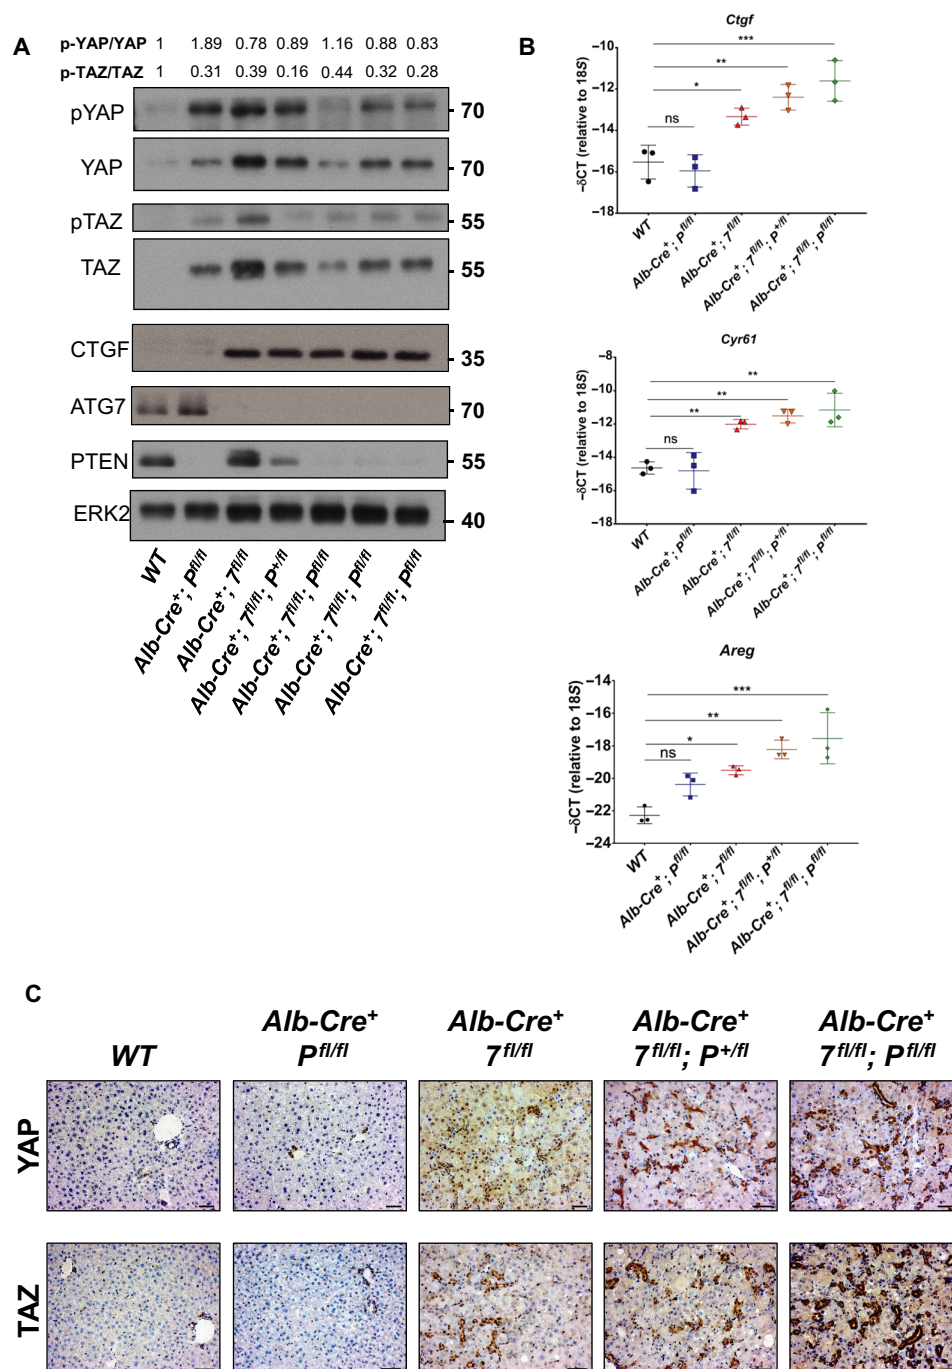 A
p-YAP/YAP 1 1.89 0.78 0.89 1.16 0.88 0.83
p-TAZ/TAZ 1 0.31 0.39 0.16 0.44 0.32 0.28
pYAP 70
YAP 70
pTAZ 55
TAZ 55
CTGF 35
ATG7 70
PTEN 55
ERK2 40
WT
Alb-Cre+; Pfl/fl
Alb-Cre+; 7fl/fl
Alb-Cre+; 7fl/fl; P+/fl
Alb-Cre+; 7fl/fl; Pfl/fl
Alb-Cre+; 7fl/fl; Pfl/fl
Alb-Cre+; 7fl/fl; Pfl/fl
B
Ctgf
−δCT (relative to 18S)
−10
−12
−14
−16
−18
***
**
*
ns
WT
Alb-Cre+; Pfl/fl
Alb-Cre+; 7fl/fl
Alb-Cre+; 7fl/fl; P+/fl
Alb-Cre+; 7fl/fl; Pfl/fl
Cyr61
−δCT (relative to 18S)
−8
−10
−12
−14
−16
−18
**
**
**
ns
WT
Alb-Cre+; Pfl/fl
Alb-Cre+; 7fl/fl
Alb-Cre+; 7fl/fl; P+/fl
Alb-Cre+; 7fl/fl; Pfl/fl
Areg
−δCT (relative to 18S)
−14
−16
−18
−20
−22
−24
***
**
*
ns
WT
Alb-Cre+; Pfl/fl
Alb-Cre+; 7fl/fl
Alb-Cre+; 7fl/fl; P+/fl
Alb-Cre+; 7fl/fl; Pfl/fl
C
WT
Alb-Cre+
Pfl/fl
Alb-Cre+
7fl/fl
Alb-Cre+
7fl/fl; P+/fl
Alb-Cre+
7fl/fl; Pfl/fl
YAP
TAZ